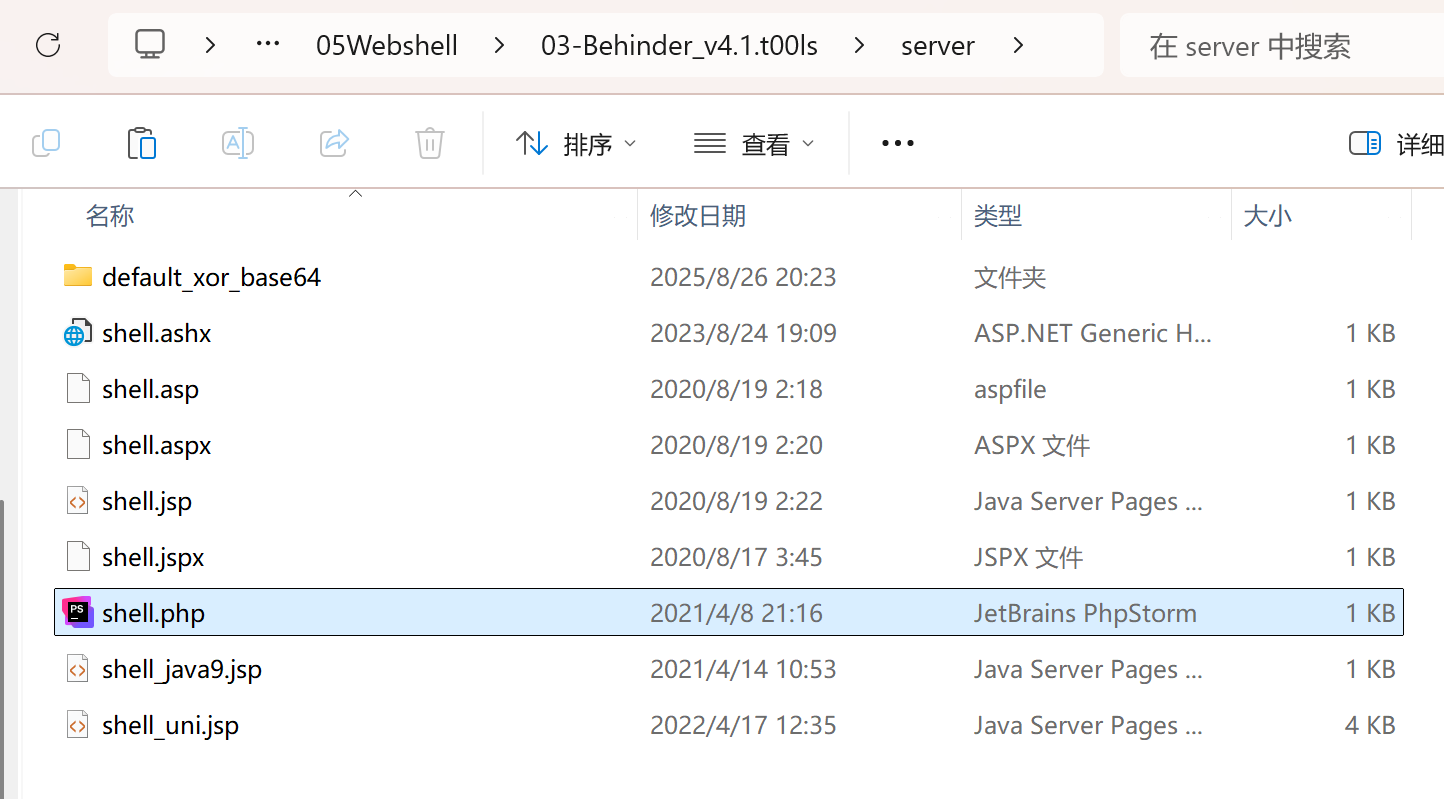 05Webshell 03-Behinder_v4.1.t00ls server 在 server 中搜索
排序 查看 详细
名称 修改日期 类型 大小
default_xor_base64 2025/8/26 20:23 文件夹
shell.ashx 2023/8/24 19:09 ASP.NET Generic H... 1 KB
shell.asp 2020/8/19 2:18 aspfile 1 KB
shell.aspx 2020/8/19 2:20 ASPX 文件 1 KB
shell.jsp 2020/8/19 2:22 Java Server Pages ... 1 KB
shell.jspx 2020/8/17 3:45 JSPX 文件 1 KB
PS shell.php 2021/4/8 21:16 JetBrains PhpStorm 1 KB
shell_java9.jsp 2021/4/14 10:53 Java Server Pages ... 1 KB
shell_uni.jsp 2022/4/17 12:35 Java Server Pages ... 4 KB